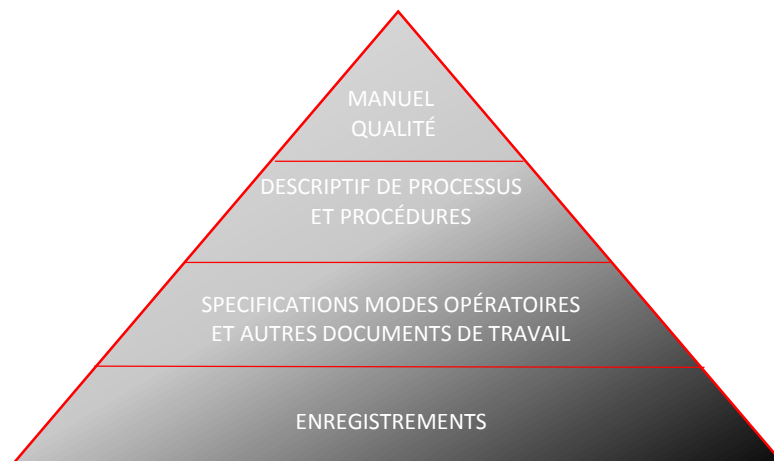 MANUEL
QUALITÉ
DESCRIPTIF DE PROCESSUS
ET PROCÉDURES
SPECIFICATIONS MODES OPÉRATOIRES
ET AUTRES DOCUMENTS DE TRAVAIL
ENREGISTREMENTS